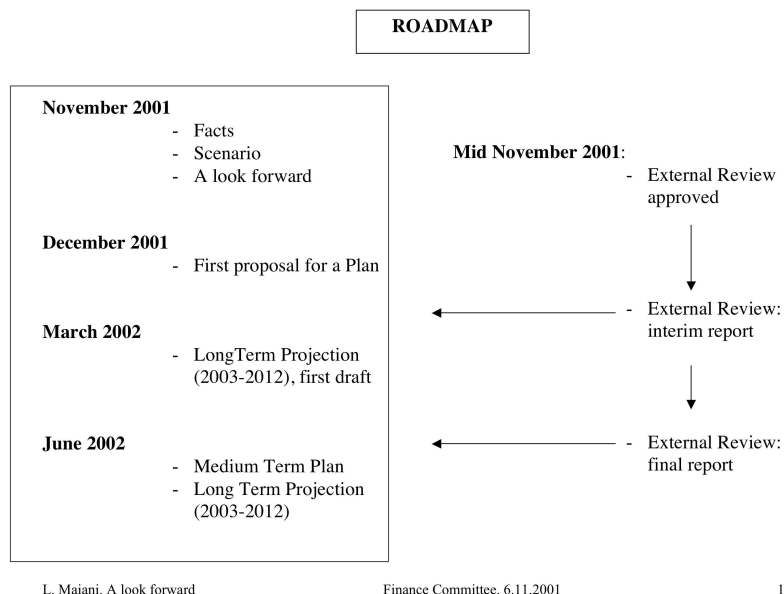 ROADMAP
November 2001
- Facts
- Scenario
- A look forward
December 2001
- First proposal for a Plan
March 2002
- LongTerm Projection
(2003-2012), first draft
June 2002
- Medium Term Plan
- Long Term Projection
(2003-2012)
Mid November 2001:
- External Review
approved
- External Review:
interim report
- External Review:
final report
L. Maiani. A look forward
Finance Committee. 6.11.2001
1